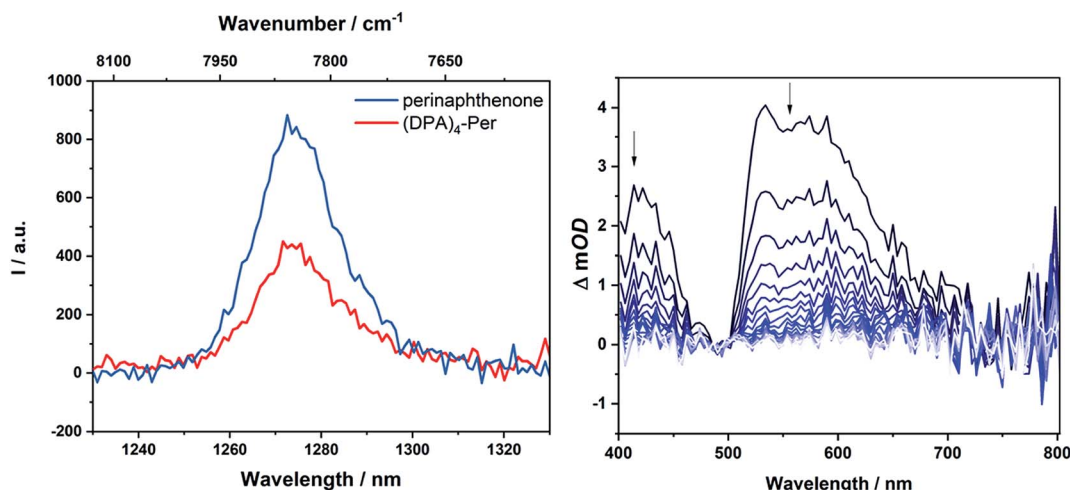 Wavenumber / cm-1
8100 7950 7800 7650
1000
800
600
400
200
0
-200
I / a.u.
perinaphthenone
(DPA)4-Per
1240 1260 1280 1300 1320
Wavelength / nm
4
3
2
1
0
-1
Δ mOD
400 500 600 700 800
Wavelength / nm